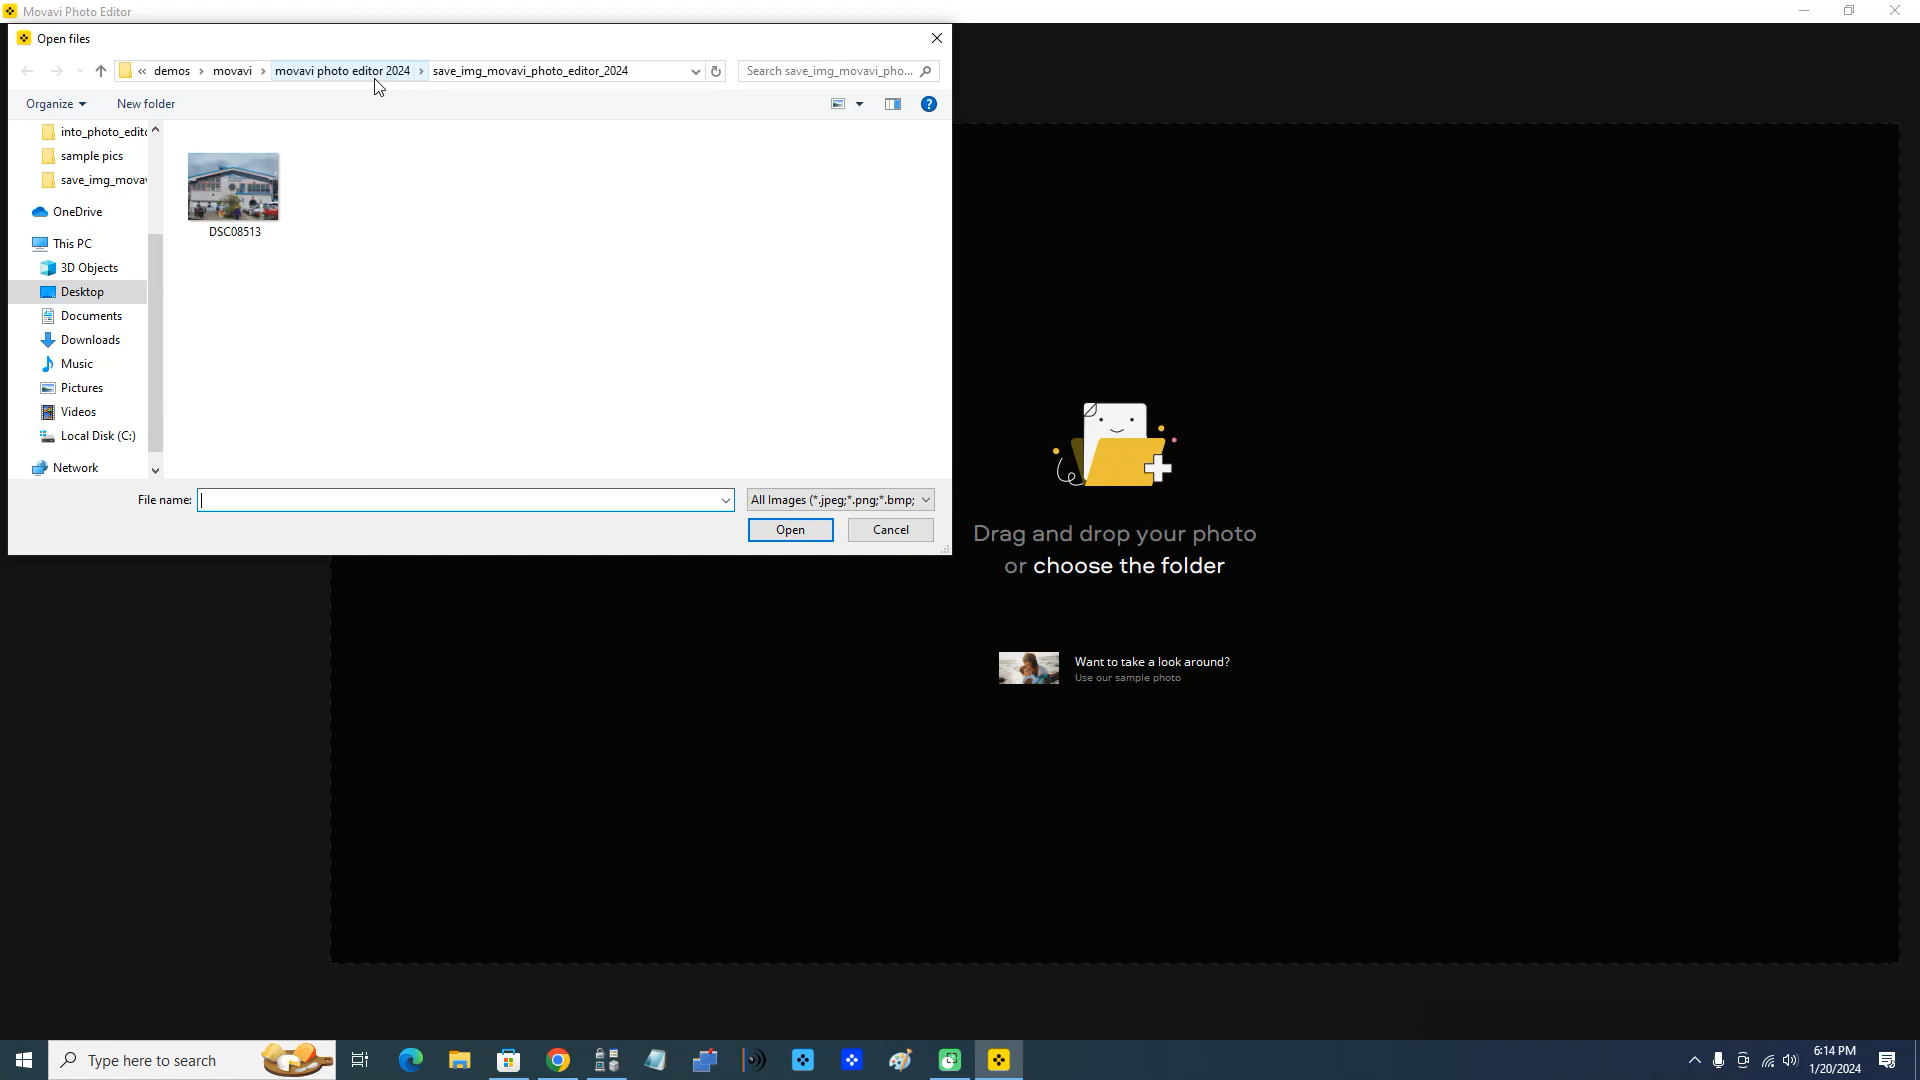 Movavi Photo Editor
Open files
« demos › movavi › movavi photo editor 2024 › save_img_movavi_photo_editor_2024
Search save_img_movavi_pho...
Organize
New folder
into_photo_edito
sample pics
save_img_movav
OneDrive
This PC
3D Objects
Desktop
Documents
Downloads
Music
Pictures
Videos
Local Disk (C:)
Network
DSC08513
File name:
All Images (*.jpeg;*.png;*.bmp;
Open
Cancel
Drag and drop your photo
or choose the folder
Want to take a look around?
Use our sample photo
Type here to search
6:14 PM
1/20/2024